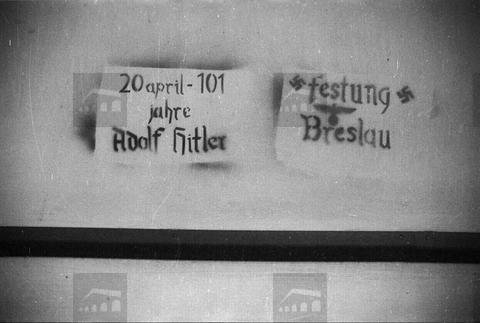 20 april - 101
jahre
Adolf Hitler
festung
Breslau